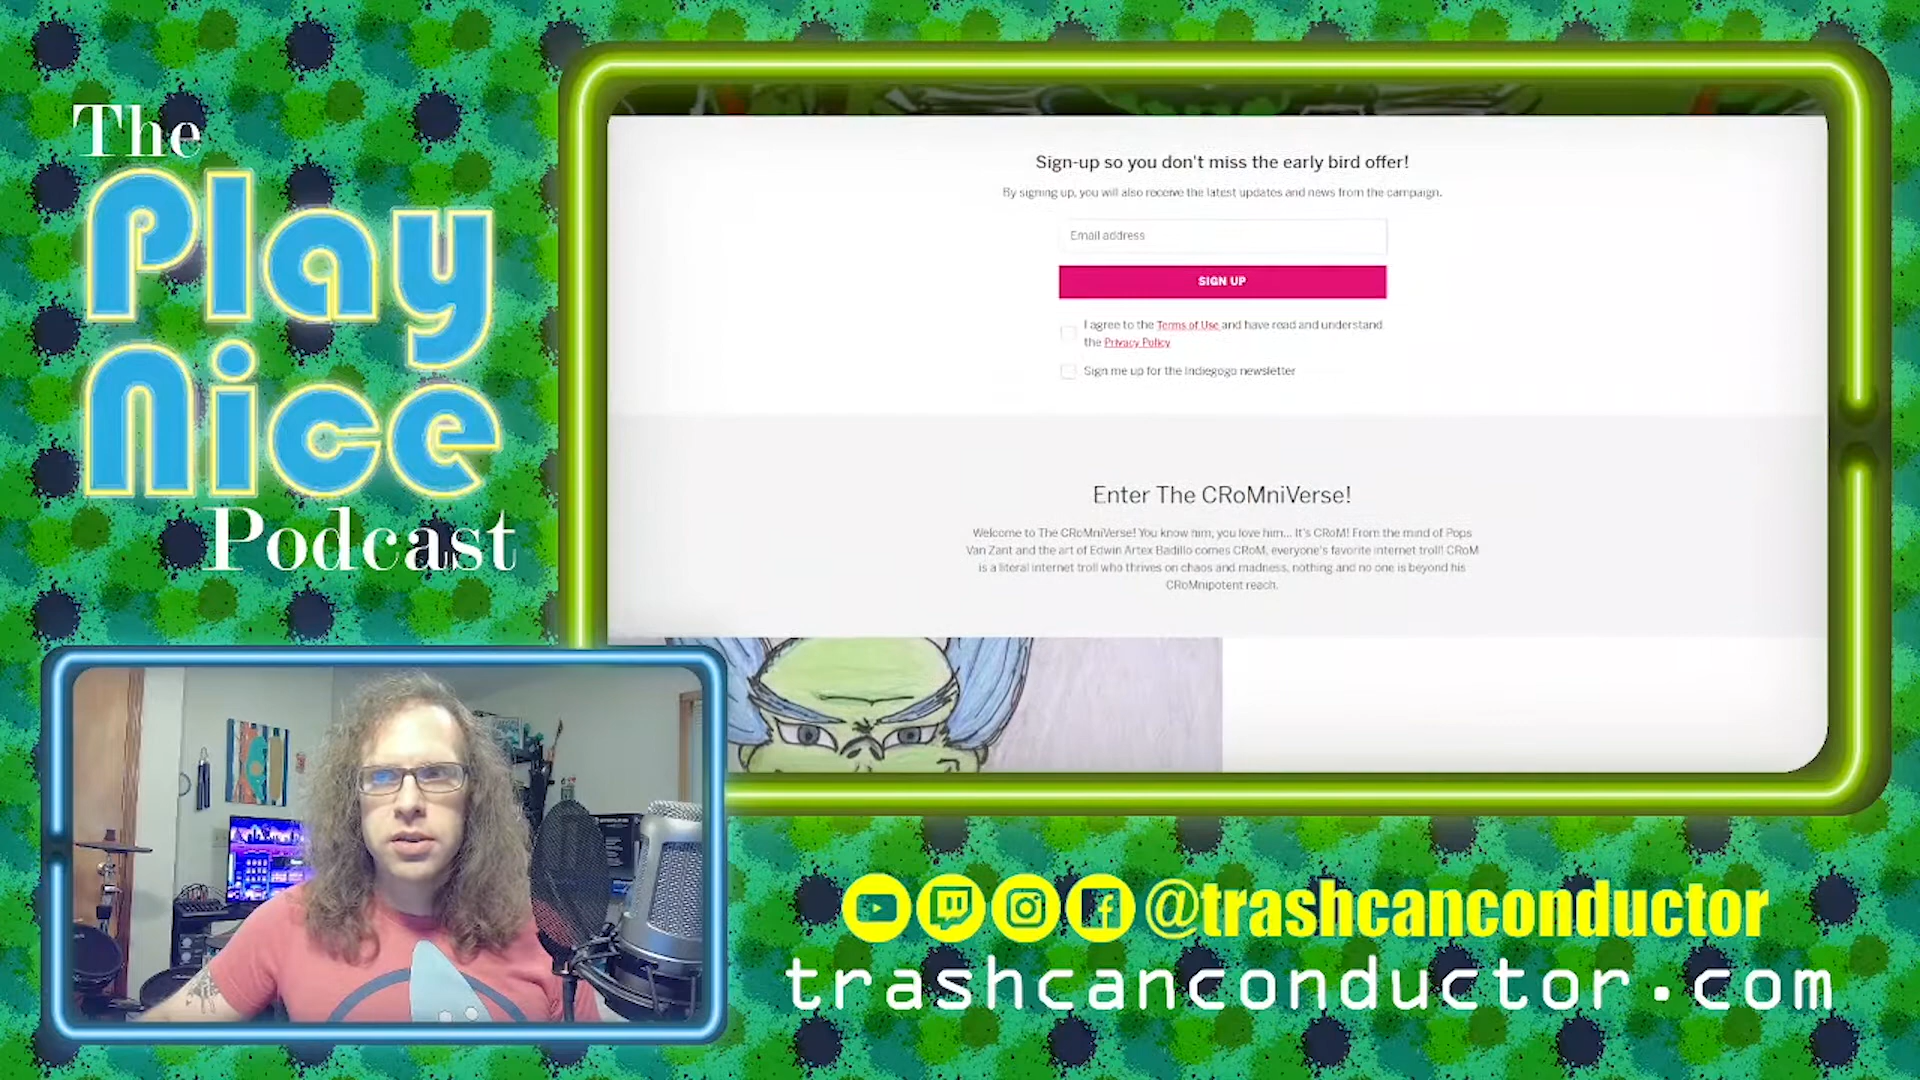 The
Play
Nice
Podcast
Sign-up so you don't miss the early bird offer!
By signing up, you will also receive the latest updates and news from the campaign.
Email address
SIGN UP
I agree to the Terms of Use and have read and understand
the Privacy Policy
Sign me up for the Indiegogo newsletter
Enter The CRoMniVerse!
Welcome to The CRoMniVerse! You know him, you love him... It's CRoM! From the mind of Pops
Van Zant and the art of Edwin Artex Badillo comes CRoM, everyone's favorite internet troll! CRoM
is a literal internet troll who thrives on chaos and madness, nothing and no one is beyond his
CRoMnipotent reach.
@trashcanconductor
trashcanconductor.com